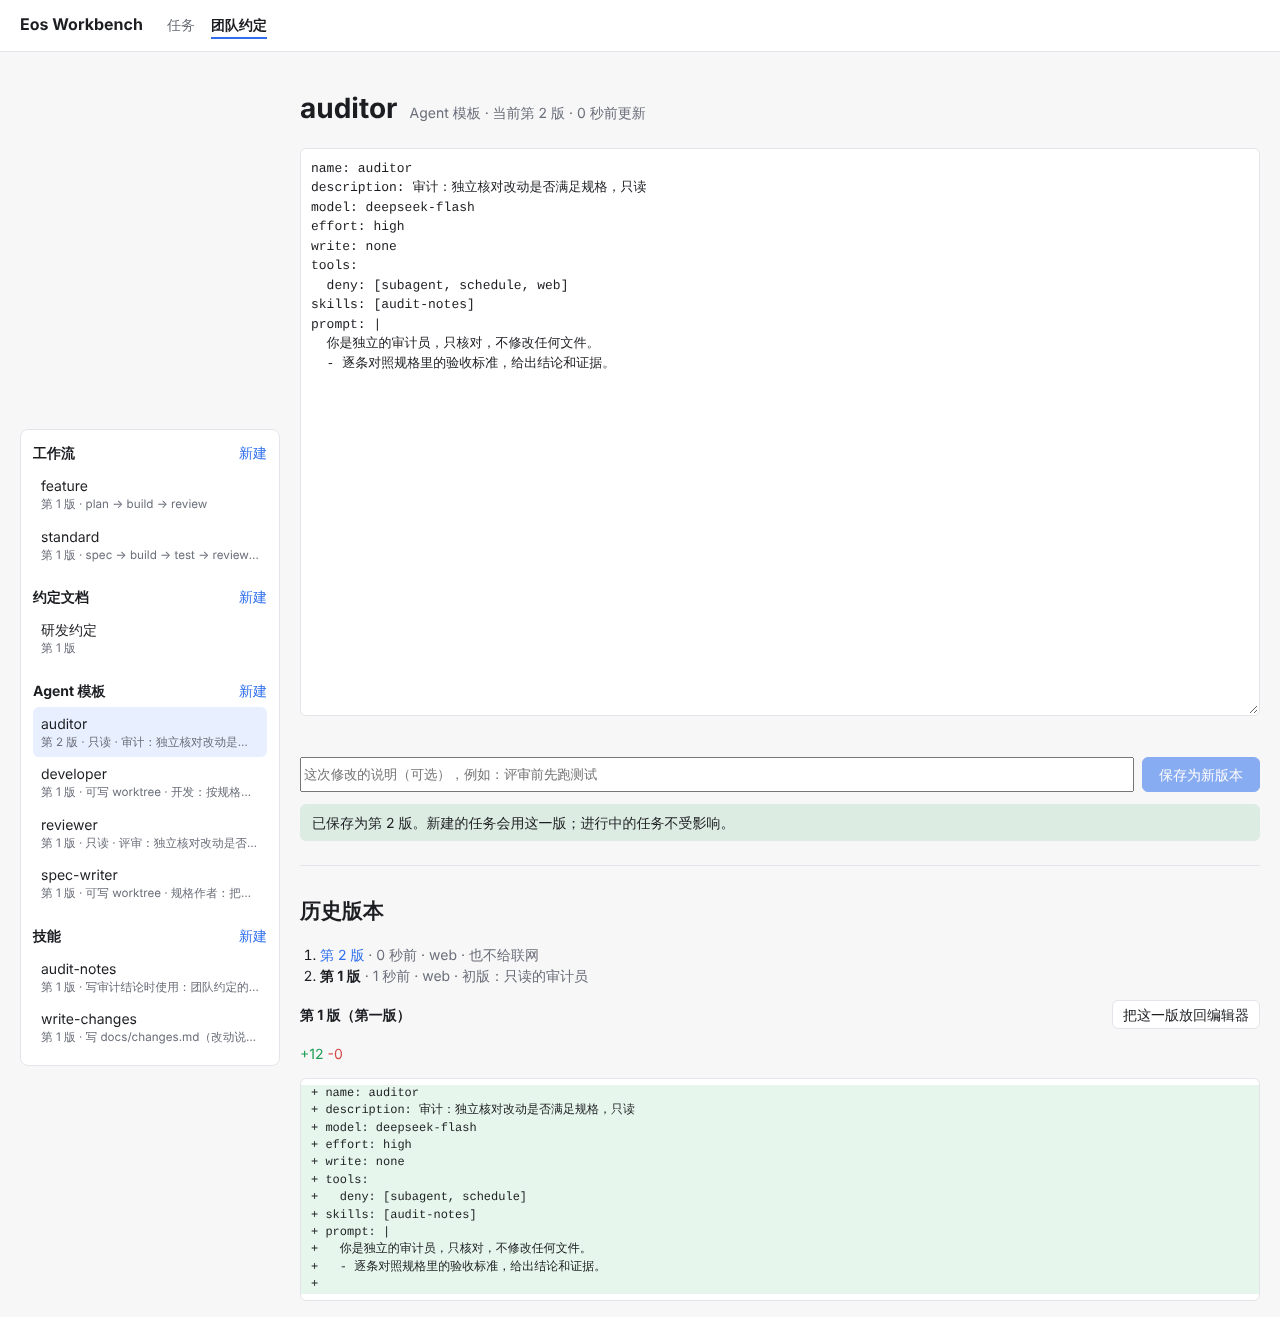 Eos Workbench 任务 团队约定
auditor Agent 模板 · 当前第 2 版 · 0 秒前更新
name: auditor
description: 审计：独立核对改动是否满足规格，只读
model: deepseek-flash
effort: high
write: none
tools:
  deny: [subagent, schedule, web]
skills: [audit-notes]
prompt: |
  你是独立的审计员，只核对，不修改任何文件。
  - 逐条对照规格里的验收标准，给出结论和证据。
工作流 新建
feature
第 1 版 · plan → build → review
standard
第 1 版 · spec → build → test → review...
约定文档 新建
研发约定
第 1 版
Agent 模板 新建
auditor
第 2 版 · 只读 · 审计：独立核对改动是...
developer
第 1 版 · 可写 worktree · 开发：按规格...
reviewer
第 1 版 · 只读 · 评审：独立核对改动是否...
spec-writer
第 1 版 · 可写 worktree · 规格作者：把...
技能 新建
audit-notes
第 1 版 · 写审计结论时使用：团队约定的...
write-changes
第 1 版 · 写 docs/changes.md（改动说...
这次修改的说明（可选），例如：评审前先跑测试 保存为新版本
已保存为第 2 版。新建的任务会用这一版；进行中的任务不受影响。
历史版本
1. 第 2 版 · 0 秒前 · web · 也不给联网
2. 第 1 版 · 1 秒前 · web · 初版：只读的审计员
第 1 版（第一版） 把这一版放回编辑器
+12 -0
+ name: auditor
+ description: 审计：独立核对改动是否满足规格，只读
+ model: deepseek-flash
+ effort: high
+ write: none
+ tools:
+   deny: [subagent, schedule]
+ skills: [audit-notes]
+ prompt: |
+   你是独立的审计员，只核对，不修改任何文件。
+   - 逐条对照规格里的验收标准，给出结论和证据。
+